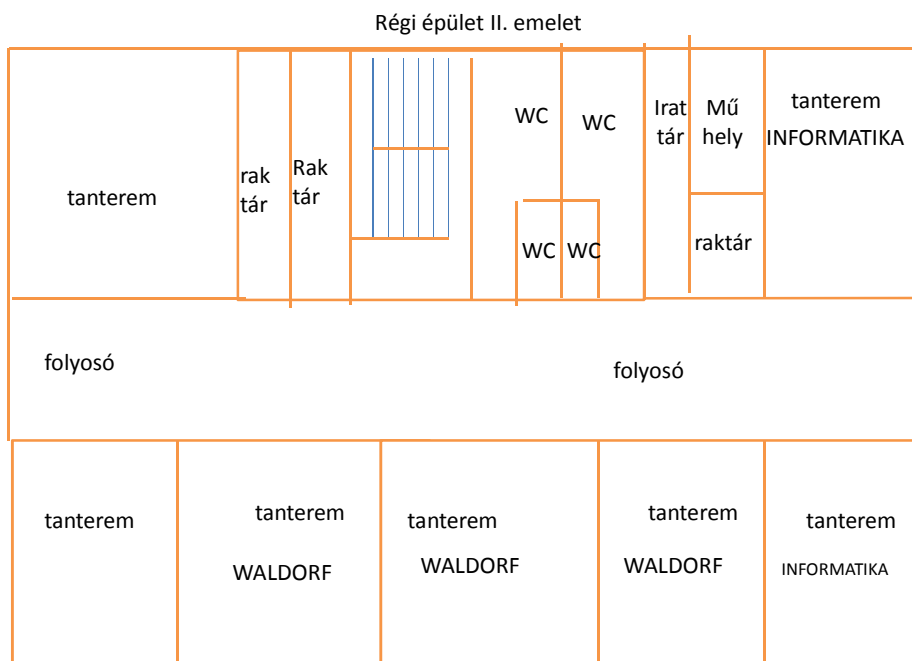 Régi épület II. emelet
tanterem
rak
tár
Rak
tár
WC
WC
WC
WC
Irat
tár
Mű
hely
raktár
tanterem
INFORMATIKA
folyosó
folyosó
tanterem
tanterem
WALDORF
tanterem
WALDORF
tanterem
WALDORF
tanterem
INFORMATIKA